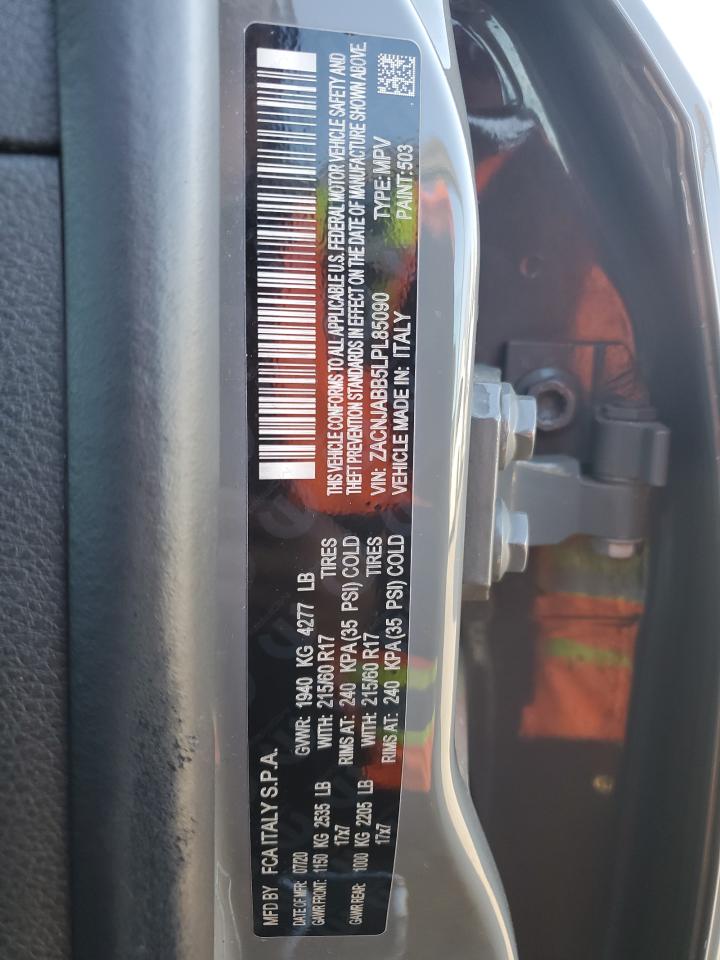 MFD BY FCA ITALY S.P.A.
DATE OF MFR: 07/20 GVWR: 1940 KG 4277 LB
GAWR FRONT: 1150 KG 2535 LB WITH: 215/60 R17 TIRES
17x7 RIMS AT: 240 KPA(35 PSI) COLD
GAWR REAR: 1000 KG 2205 LB WITH: 215/60 R17 TIRES
17x7 RIMS AT: 240 KPA(35 PSI) COLD
THIS VEHICLE CONFORMS TO ALL APPLICABLE U.S. FEDERAL MOTOR VEHICLE SAFETY AND
THEFT PREVENTION STANDARDS IN EFFECT ON THE DATE OF MANUFACTURE SHOWN ABOVE.
VIN: ZACNJABB5LPL85090 TYPE: MPV
VEHICLE MADE IN: ITALY PAINT: 503